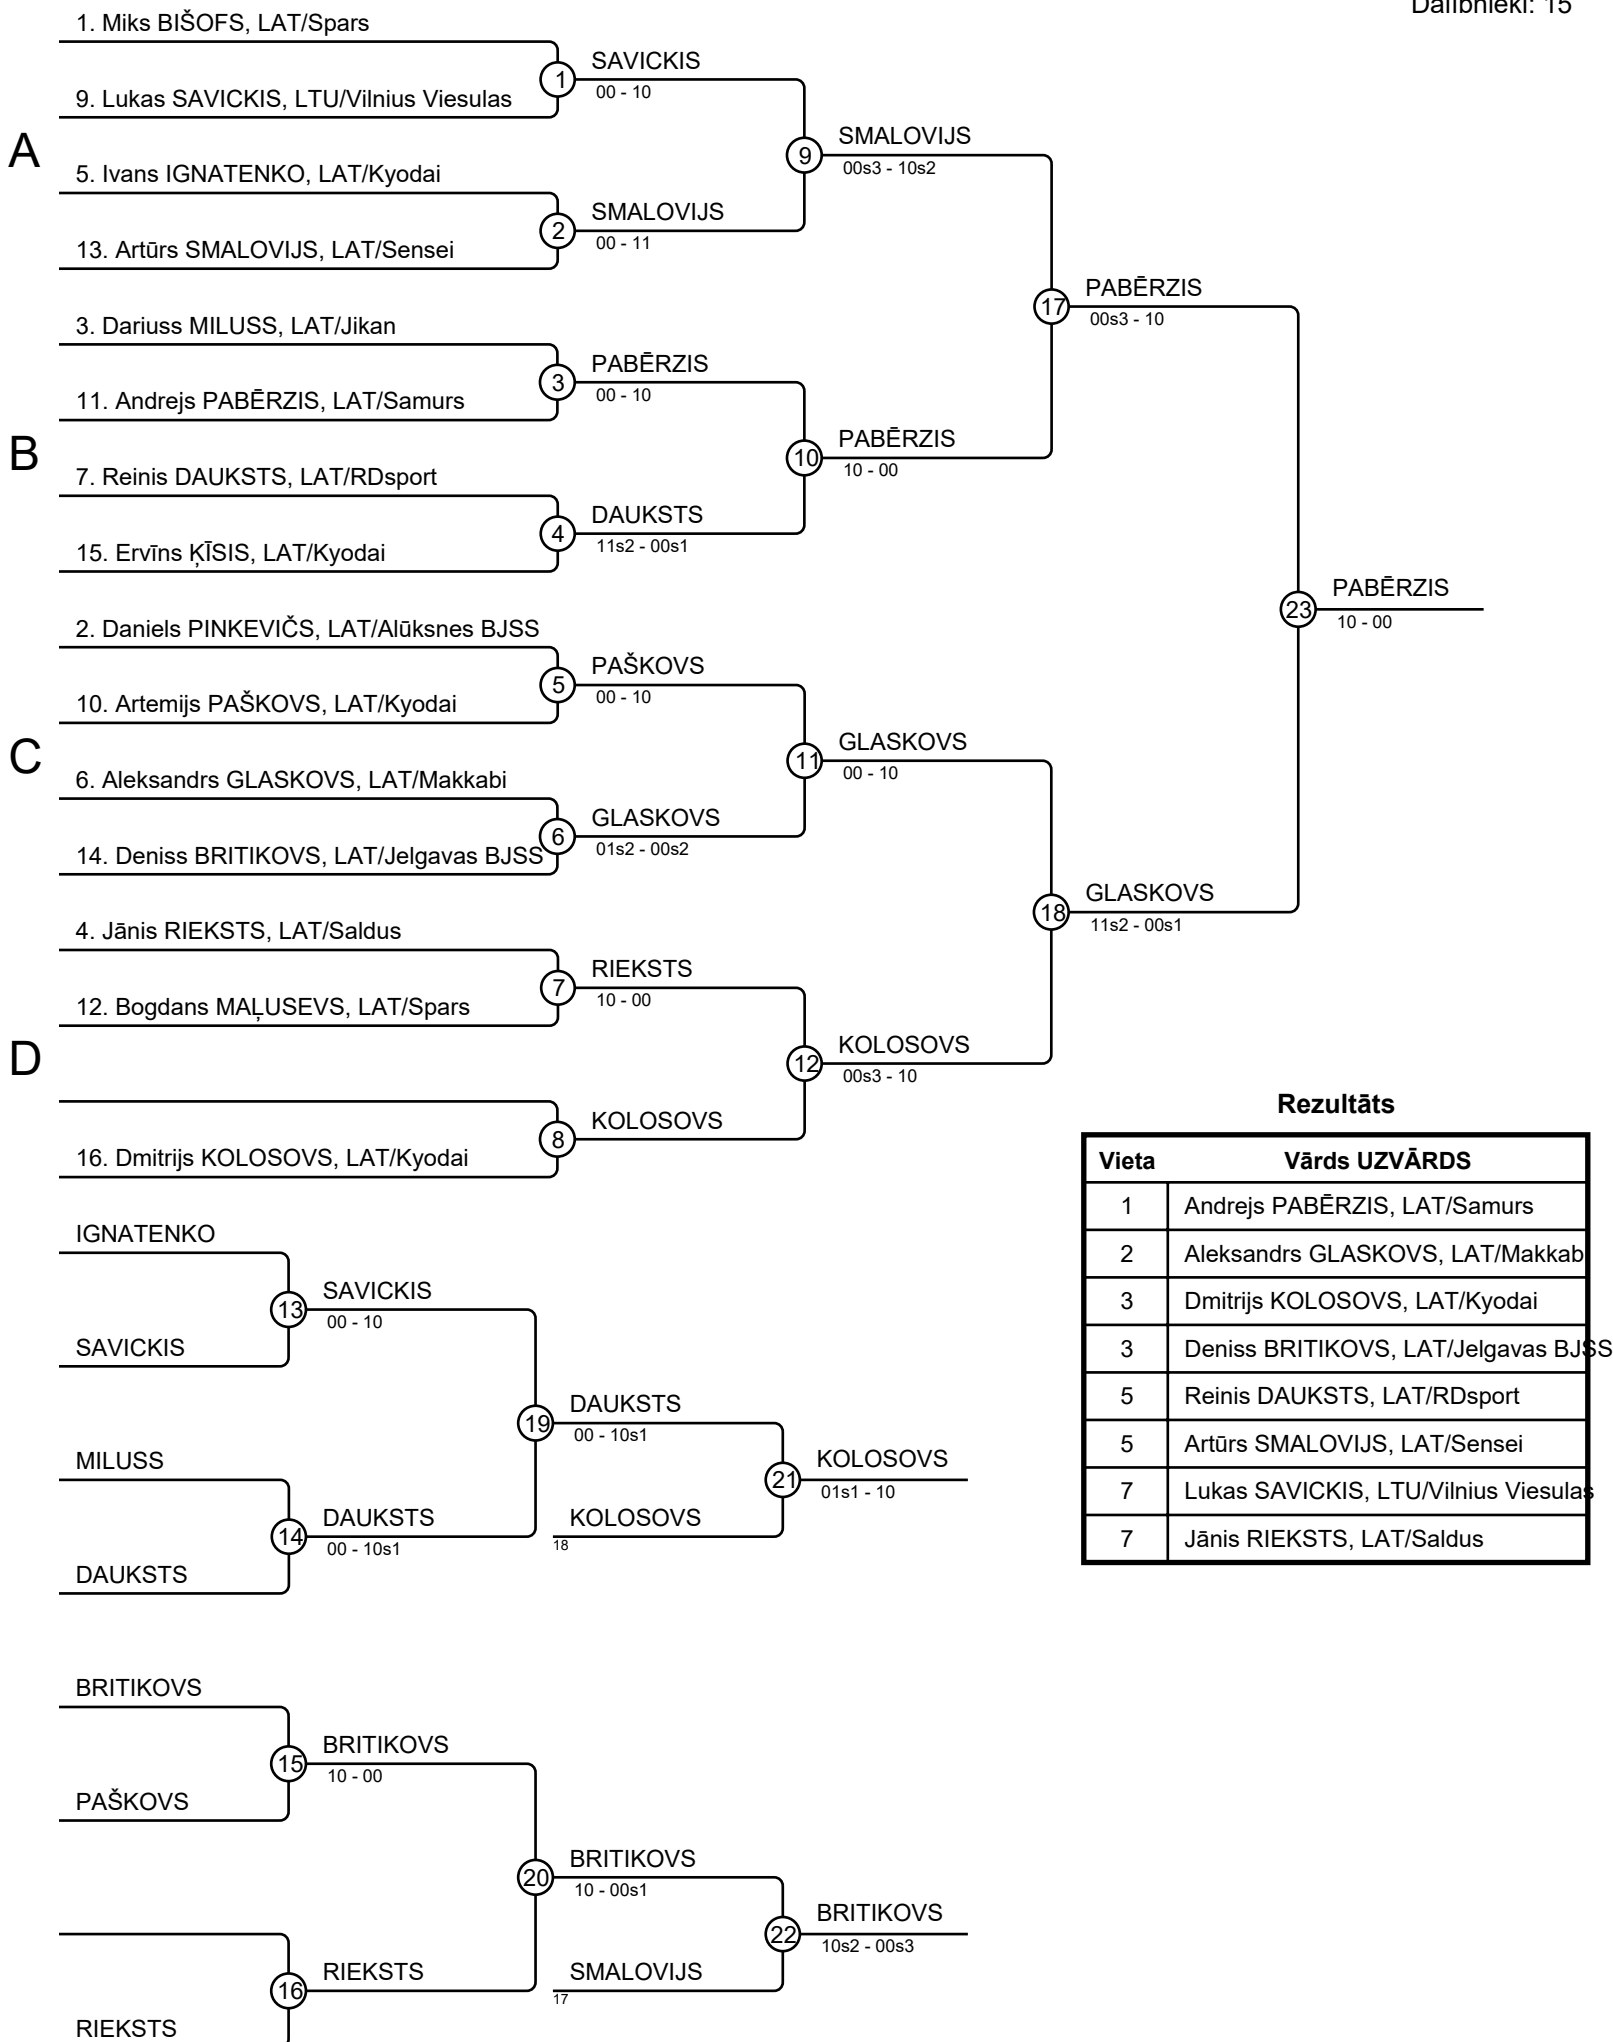 Dalībnieki: 15
1. Miks BIŠOFS, LAT/Spars
1
SAVICKIS
00 - 10
9. Lukas SAVICKIS, LTU/Vilnius Viesulas
A
9
SMALOVIJS
00s3 - 10s2
5. Ivans IGNATENKO, LAT/Kyodai
2
SMALOVIJS
00 - 11
13. Artūrs SMALOVIJS, LAT/Sensei
17
PABĒRZIS
00s3 - 10
3. Dariuss MILUSS, LAT/Jikan
3
PABĒRZIS
00 - 10
11. Andrejs PABĒRZIS, LAT/Samurs
B
10
PABĒRZIS
10 - 00
7. Reinis DAUKSTS, LAT/RDsport
4
DAUKSTS
11s2 - 00s1
15. Ervīns ĶĪSIS, LAT/Kyodai
23
PABĒRZIS
10 - 00
2. Daniels PINKEVIČS, LAT/Alūksnes BJSS
5
PAŠKOVS
00 - 10
10. Artemijs PAŠKOVS, LAT/Kyodai
C
11
GLASKOVS
00 - 10
6. Aleksandrs GLASKOVS, LAT/Makkabi
6
GLASKOVS
01s2 - 00s2
14. Deniss BRITIKOVS, LAT/Jelgavas BJSS
18
GLASKOVS
11s2 - 00s1
4. Jānis RIEKSTS, LAT/Saldus
7
RIEKSTS
10 - 00
12. Bogdans MAĻUSEVS, LAT/Spars
D
12
KOLOSOVS
00s3 - 10
8
KOLOSOVS
16. Dmitrijs KOLOSOVS, LAT/Kyodai
Rezultāts
Vieta Vārds UZVĀRDS
1 Andrejs PABĒRZIS, LAT/Samurs
2 Aleksandrs GLASKOVS, LAT/Makkab
3 Dmitrijs KOLOSOVS, LAT/Kyodai
3 Deniss BRITIKOVS, LAT/Jelgavas BJSS
5 Reinis DAUKSTS, LAT/RDsport
5 Artūrs SMALOVIJS, LAT/Sensei
7 Lukas SAVICKIS, LTU/Vilnius Viesulas
7 Jānis RIEKSTS, LAT/Saldus
IGNATENKO
13
SAVICKIS
00 - 10
SAVICKIS
19
DAUKSTS
00 - 10s1
MILUSS
14
DAUKSTS
00 - 10s1
DAUKSTS
21
KOLOSOVS
01s1 - 10
KOLOSOVS
18
BRITIKOVS
15
BRITIKOVS
10 - 00
PAŠKOVS
20
BRITIKOVS
10 - 00s1
22
BRITIKOVS
10s2 - 00s3
16
RIEKSTS
SMALOVIJS
17
RIEKSTS